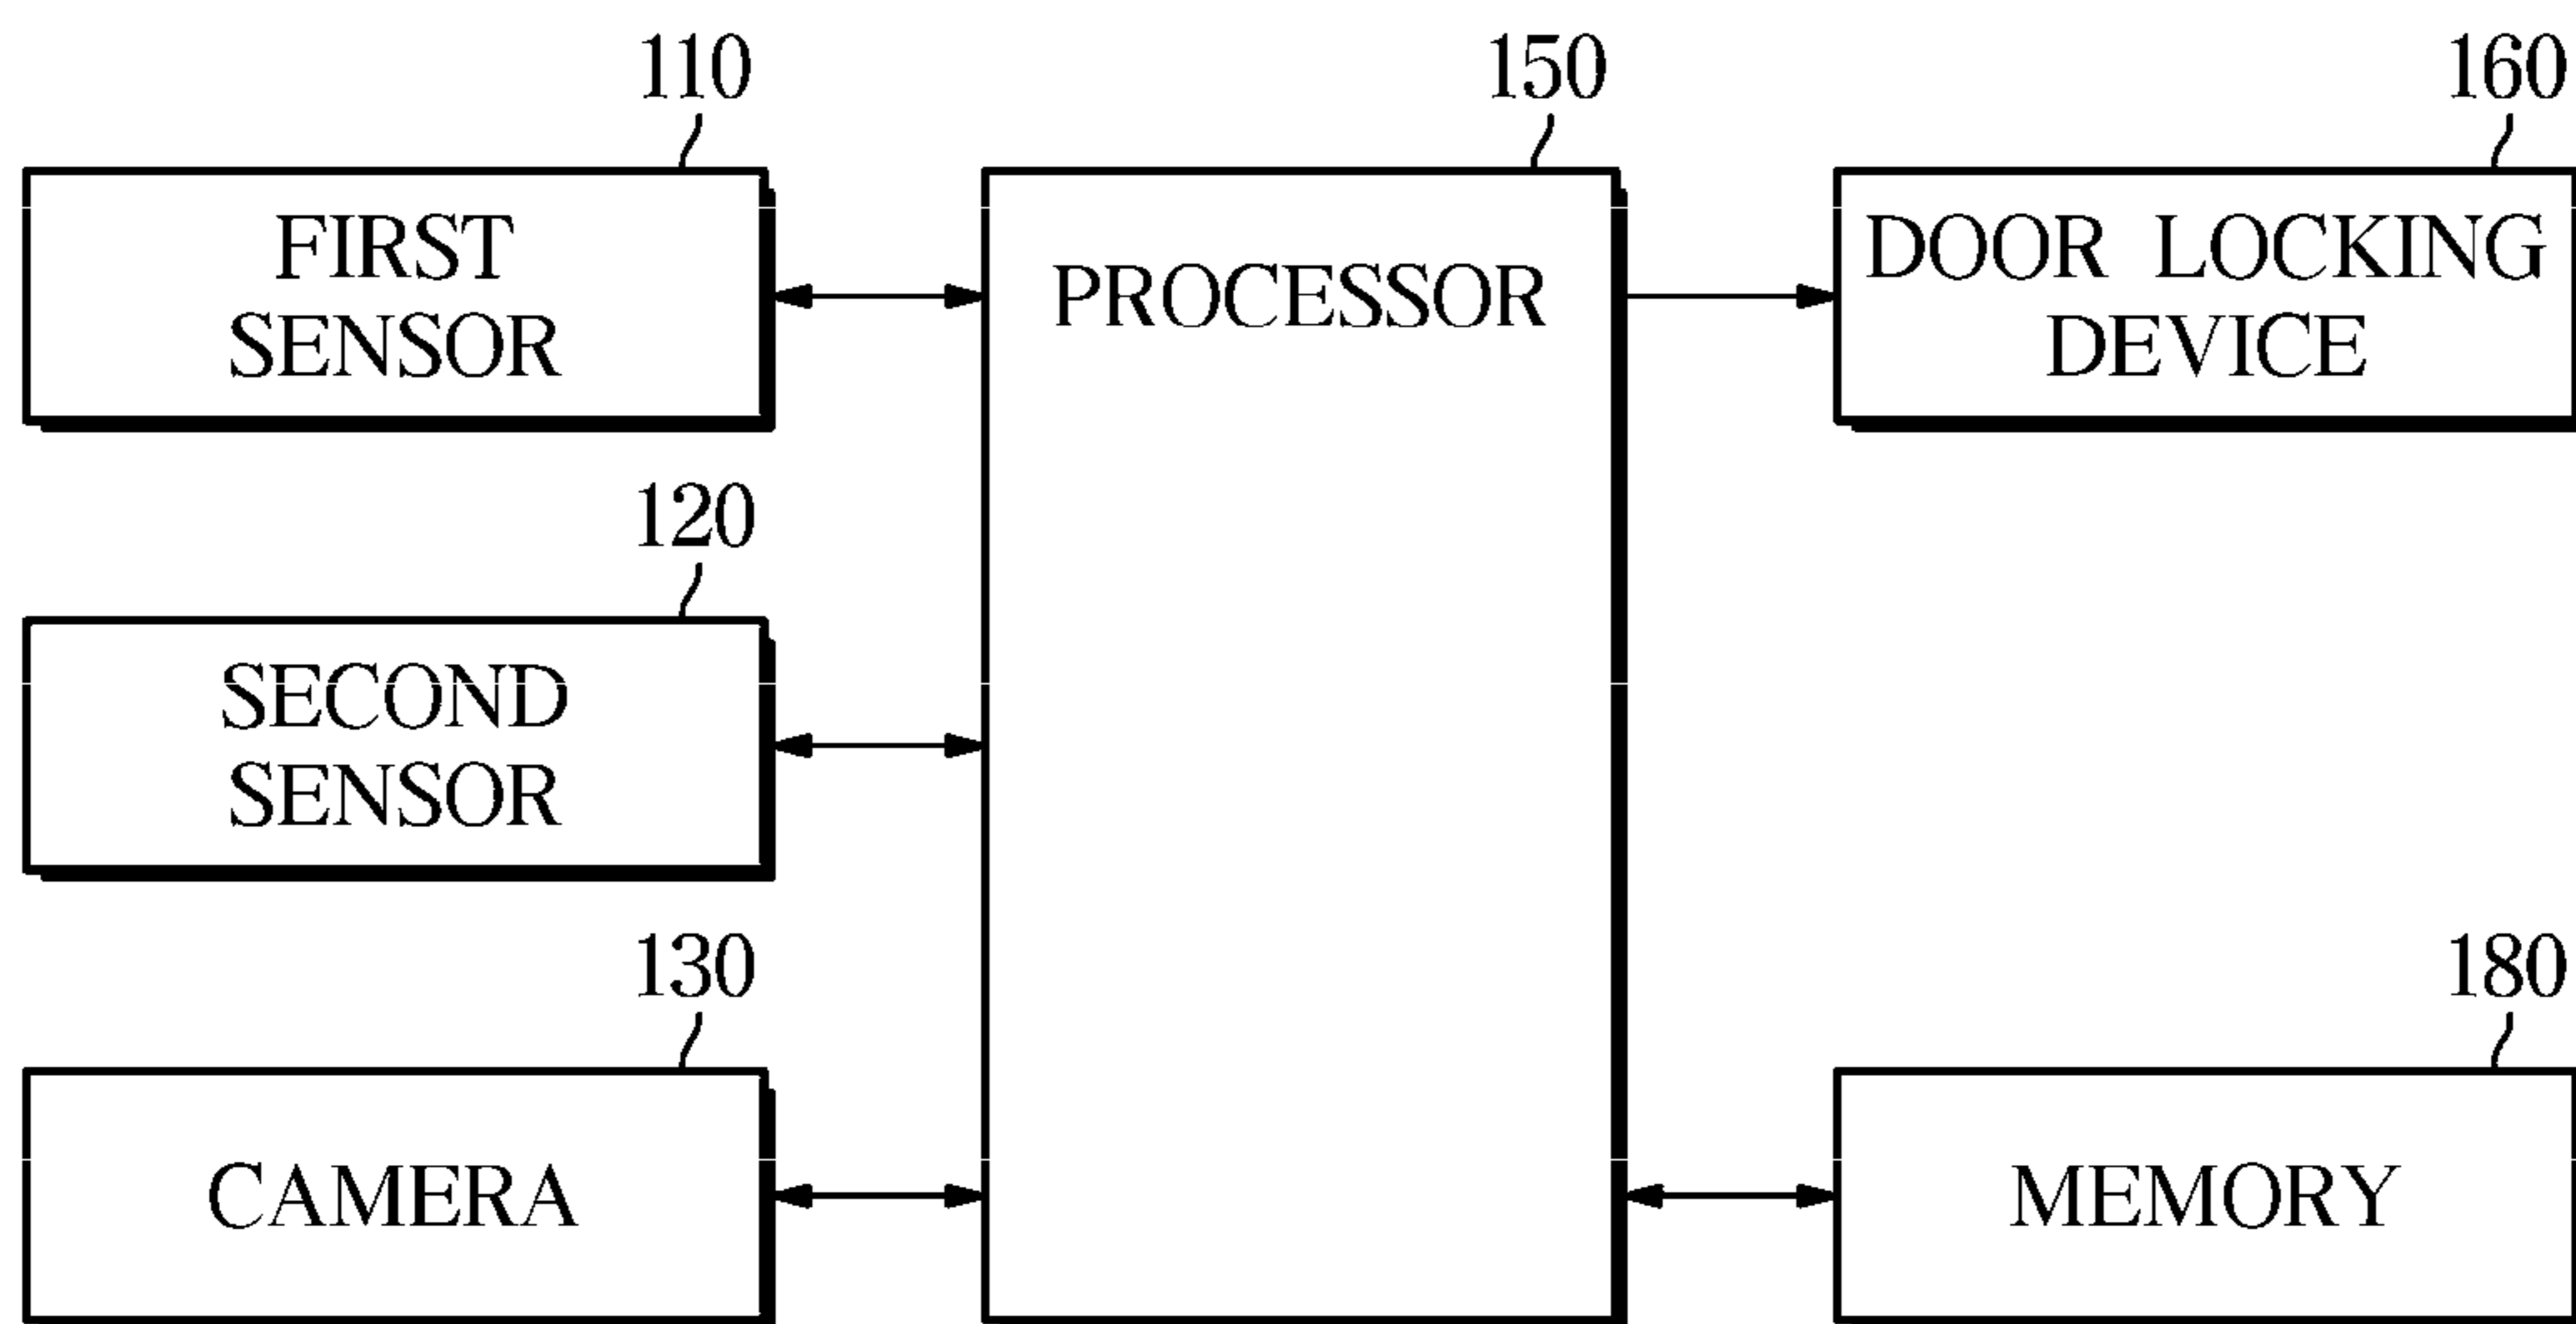 110
FIRST
SENSOR
120
SECOND
SENSOR
130
CAMERA
150
PROCESSOR
160
DOOR LOCKING
DEVICE
180
MEMORY